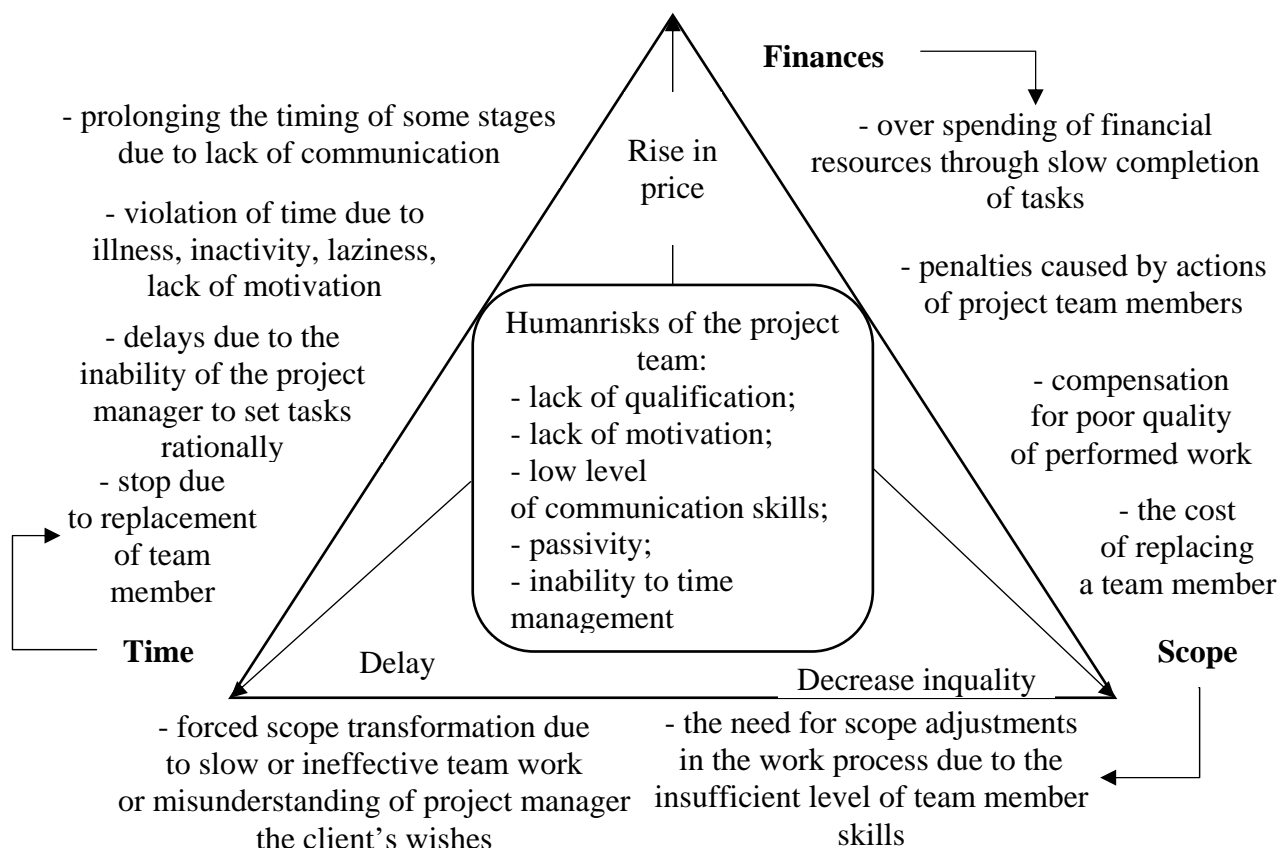 Finances
- prolonging the timing of some stages
due to lack of communication
- violation of time due to
illness, inactivity, laziness,
lack of motivation
- delays due to the
inability of the project
manager to set tasks
rationally
- stop due
to replacement
of team
member
Time
Rise in
price
Humanrisks of the project
team:
- lack of qualification;
- lack of motivation;
- low level
of communication skills;
- passivity;
- inability to time
management
- over spending of financial
resources through slow completion
of tasks
- penalties caused by actions
of project team members
- compensation
for poor quality
of performed work
- the cost
of replacing
a team member
Scope
Delay
Decrease inquality
- forced scope transformation due
to slow or ineffective team work
or misunderstanding of project manager
the client’s wishes
- the need for scope adjustments
in the work process due to the
insufficient level of team member
skills